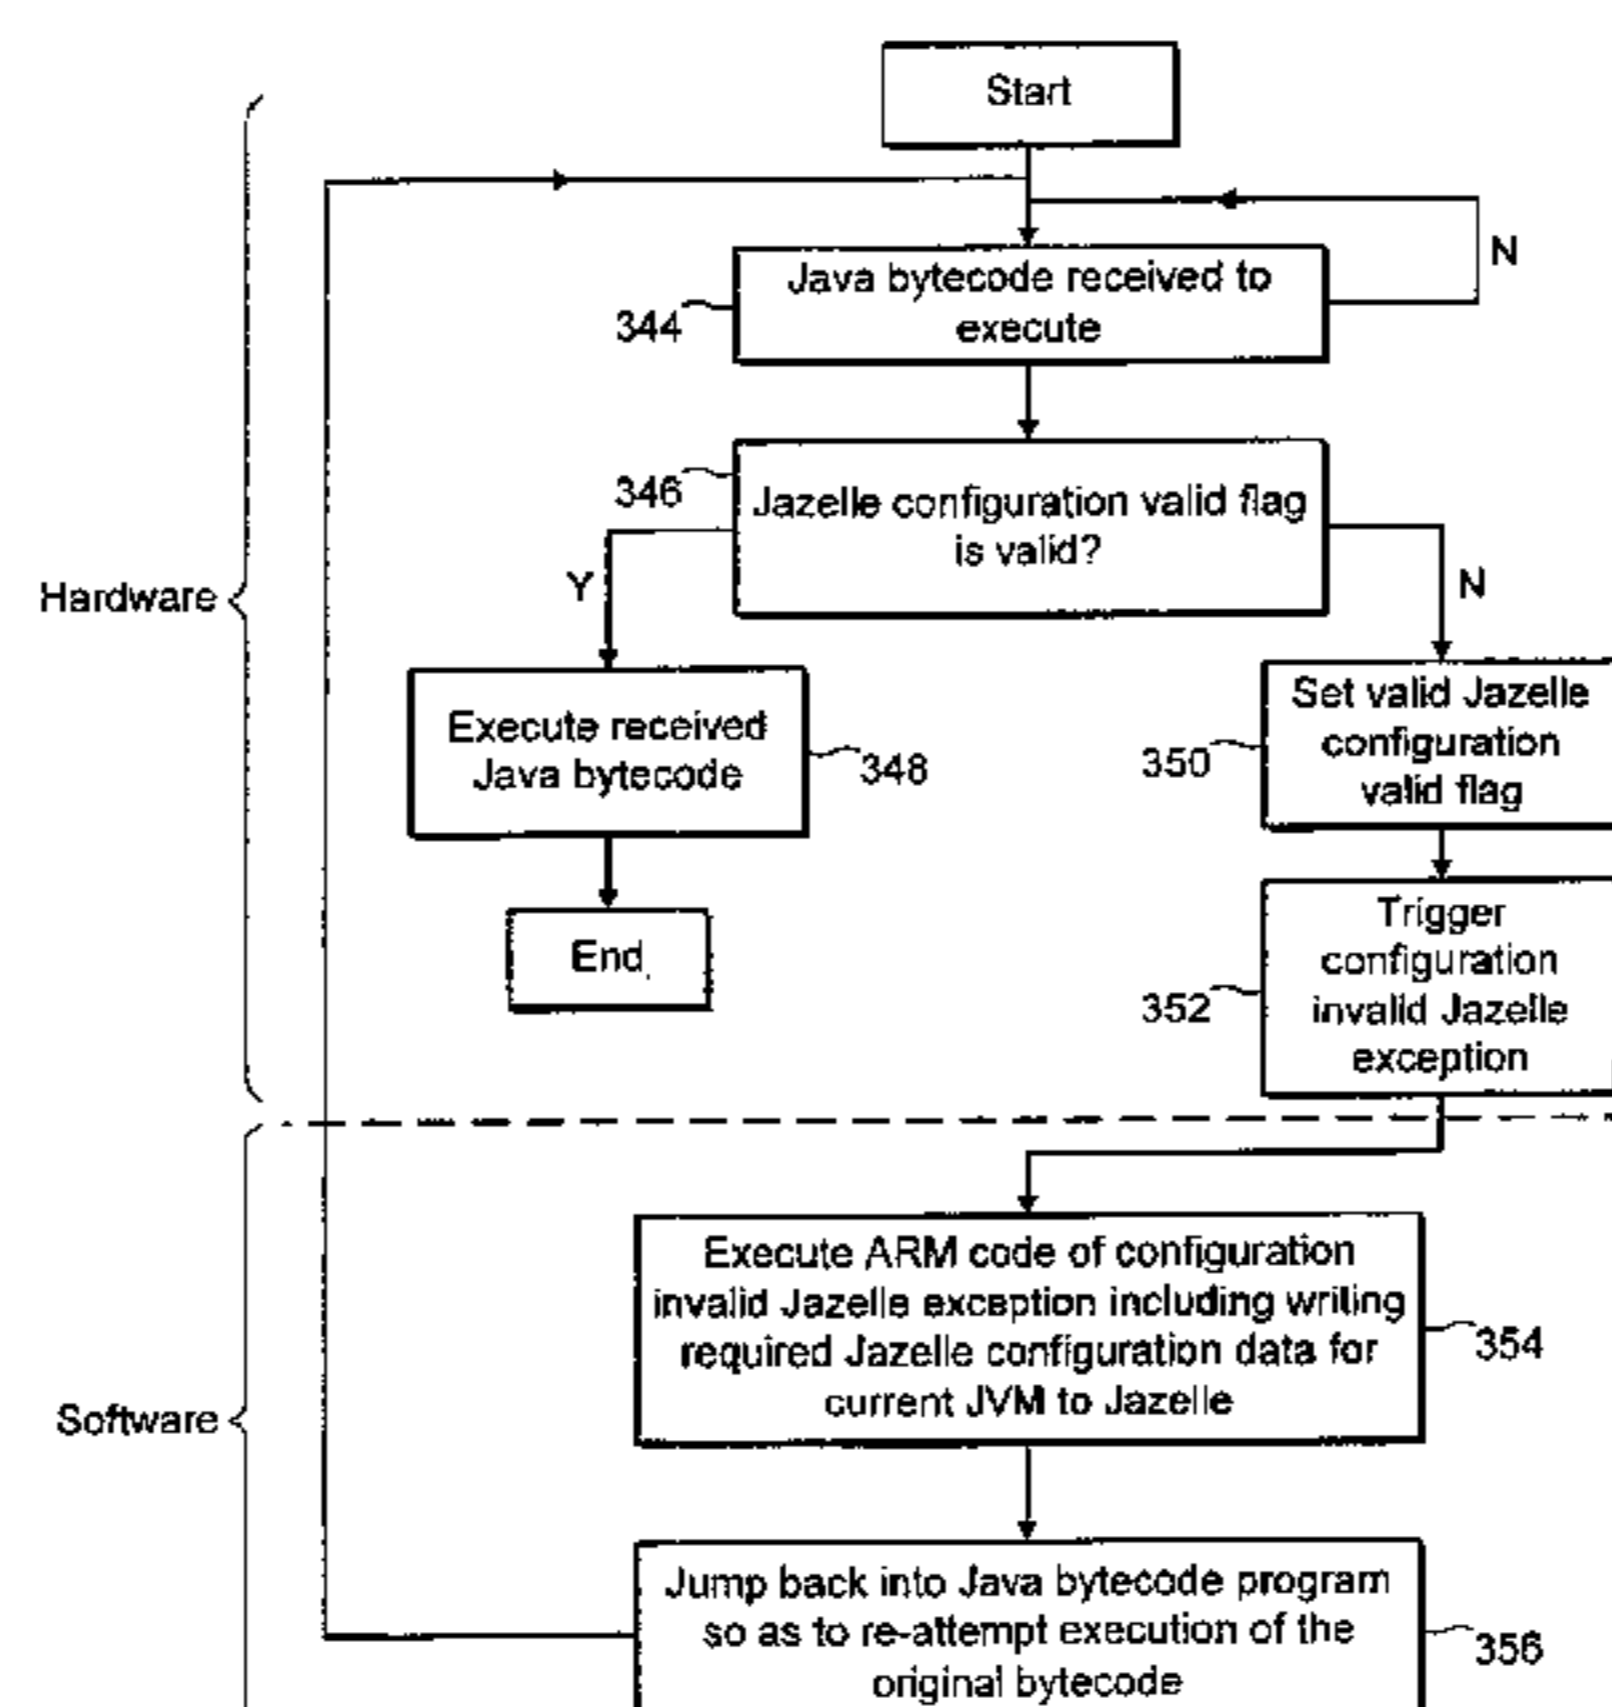 Start
N
Java bytecode received to
execute
344
346
Jazelle configuration valid flag
is valid?
Y
N
Hardware
Execute received
Java bytecode
348
350
Set valid Jazelle
configuration
valid flag
End
352
Trigger
configuration
invalid Jazelle
exception
Software
Execute ARM code of configuration
invalid Jazelle exception including writing
required Jazelle configuration data for
current JVM to Jazelle
354
Jump back into Java bytecode program
so as to re-attempt execution of the
original bytecode
356